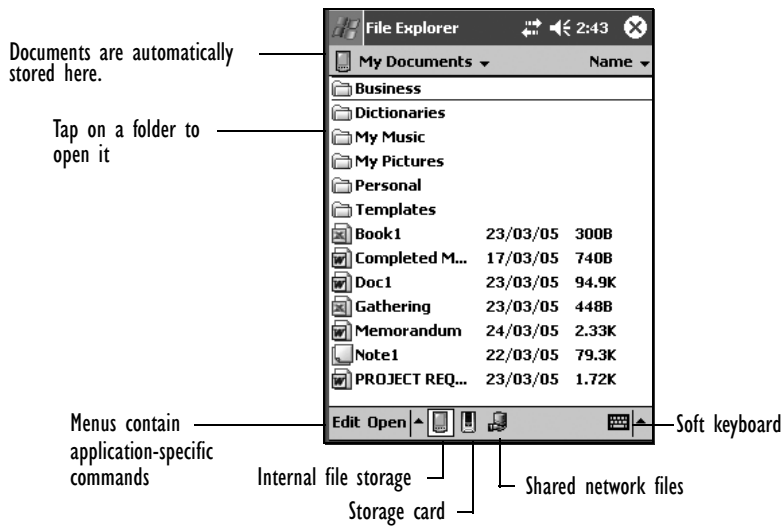 File Explorer 2:43
Documents are automatically
stored here.
My Documents Name
Business
Dictionaries
Tap on a folder to
open it
My Music
My Pictures
Personal
Templates
Book1 23/03/05 300B
Completed M... 17/03/05 740B
Doc1 23/03/05 94.9K
Gathering 23/03/05 448B
Memorandum 24/03/05 2.33K
Note1 22/03/05 79.3K
PROJECT REQ... 23/03/05 1.72K
Edit Open
Menus contain
application-specific
commands
Soft keyboard
Internal file storage
Shared network files
Storage card